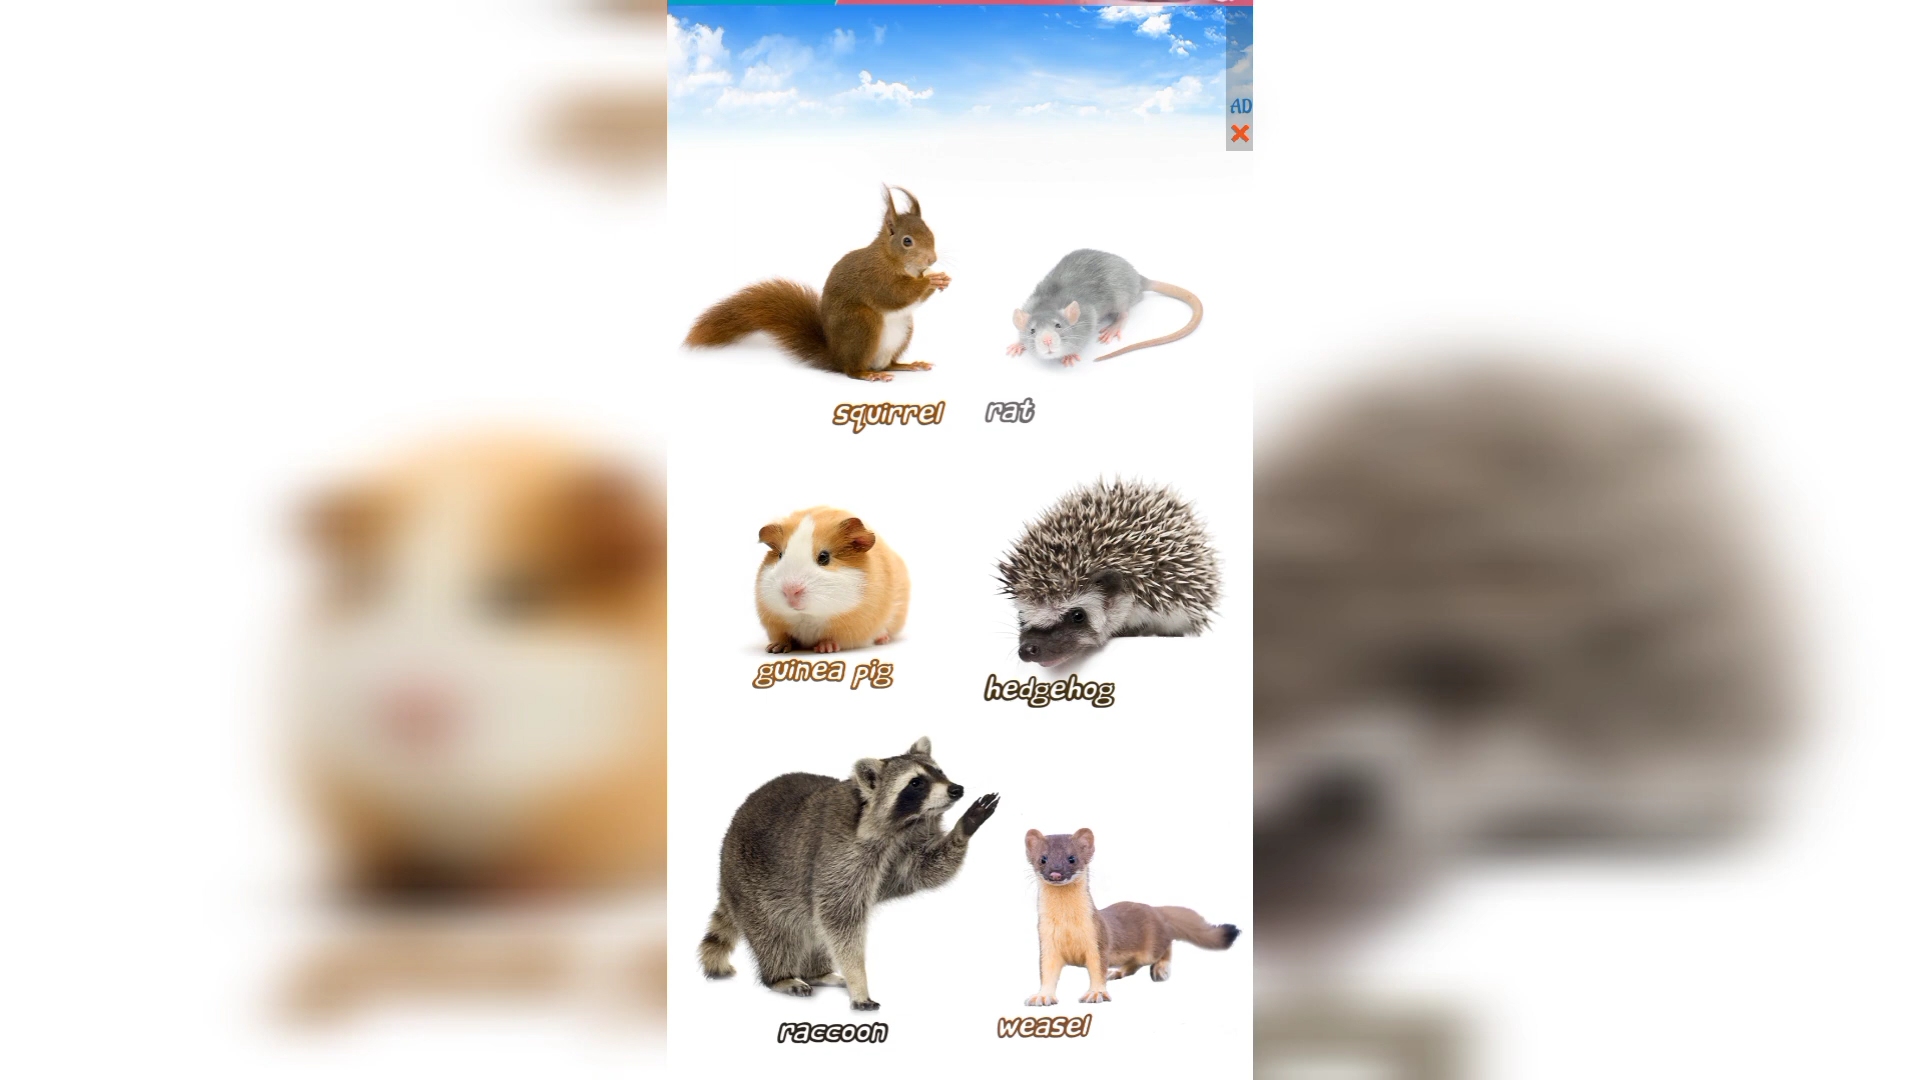 AD
squirrel rat
guinea pig
hedgehog
raccoon
weasel